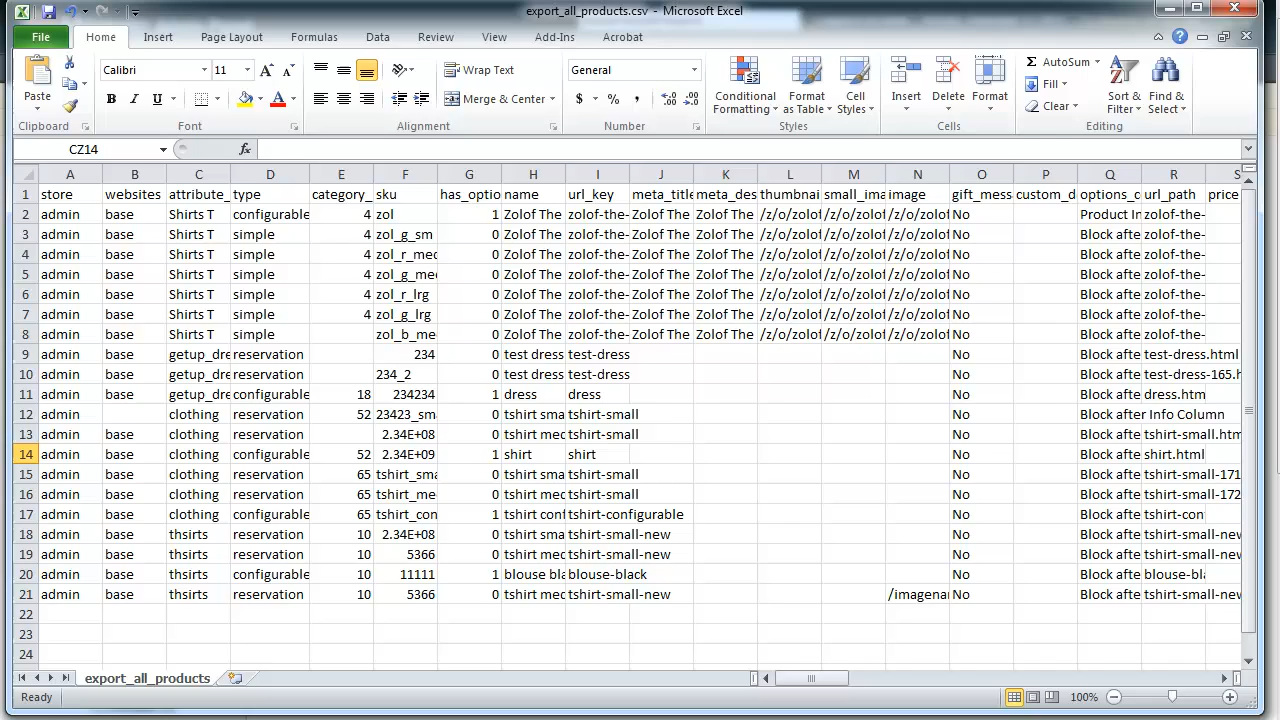 export_all_products.csv - Microsoft Excel
File Home Insert Page Layout Formulas Data Review View Add-Ins Acrobat
Paste Calibri 11 Wrap Text General Conditional Formatting Format as Table Cell Styles Insert Delete Format AutoSum Fill Clear Sort & Filter Find & Select
B I U Merge & Center $ % ,
Clipboard Font Alignment Number Styles Cells Editing
CZ14 fx
A B C D E F G H I J K L M N O P Q R S
1 store websites attribute_ type category_ sku has_optio name url_key meta_title meta_des thumbnai small_ima image gift_mess custom_d options_c url_path price
2 admin base Shirts T configurable 4 zol 1 Zolof The zolof-the- Zolof The Zolof The /z/o/zolof /z/o/zolof /z/o/zolof No Product In zolof-the-
3 admin base Shirts T simple 4 zol_g_sm 0 Zolof The zolof-the- Zolof The Zolof The /z/o/zolof /z/o/zolof /z/o/zolof No Block afte zolof-the-
4 admin base Shirts T simple 4 zol_r_med 0 Zolof The zolof-the- Zolof The Zolof The /z/o/zolof /z/o/zolof /z/o/zolof No Block afte zolof-the-
5 admin base Shirts T simple 4 zol_g_med 0 Zolof The zolof-the- Zolof The Zolof The /z/o/zolof /z/o/zolof /z/o/zolof No Block afte zolof-the-
6 admin base Shirts T simple 4 zol_r_lrg 0 Zolof The zolof-the- Zolof The Zolof The /z/o/zolof /z/o/zolof /z/o/zolof No Block afte zolof-the-
7 admin base Shirts T simple 4 zol_g_lrg 0 Zolof The zolof-the- Zolof The Zolof The /z/o/zolof /z/o/zolof /z/o/zolof No Block afte zolof-the-
8 admin base Shirts T simple zol_b_me 0 Zolof The zolof-the- Zolof The Zolof The /z/o/zolof /z/o/zolof /z/o/zolof No Block afte zolof-the-
9 admin base getup_dre reservation 234 0 test dress test-dress No Block afte test-dress.html
10 admin base getup_dre reservation 234_2 0 test dress test-dress No Block afte test-dress-165.h
11 admin base getup_dre configurable 18 234234 1 dress dress No Block afte dress.htm
12 admin clothing reservation 52 23423_sm 0 tshirt sma tshirt-small No Block after Info Column
13 admin base clothing reservation 2.34E+08 0 tshirt med tshirt-small No Block afte tshirt-small.htm
14 admin base clothing configurable 52 2.34E+09 1 shirt shirt No Block afte shirt.html
15 admin base clothing reservation 65 tshirt_sma 0 tshirt sma tshirt-small No Block afte tshirt-small-171
16 admin base clothing reservation 65 tshirt_me 0 tshirt med tshirt-small No Block afte tshirt-small-172
17 admin base clothing configurable 65 tshirt_con 1 tshirt conf tshirt-configurable No Block afte tshirt-con
18 admin base thsirts reservation 10 2.34E+08 0 tshirt sma tshirt-small-new No Block afte tshirt-small-new
19 admin base thsirts reservation 10 5366 0 tshirt med tshirt-small-new No Block afte tshirt-small-new
20 admin base thsirts configurable 10 11111 1 blouse bla blouse-black No Block afte blouse-bla
21 admin base thsirts reservation 10 5366 0 tshirt med tshirt-small-new /imagenar No Block afte tshirt-small-new
22
23
24
export_all_products
Ready 100%